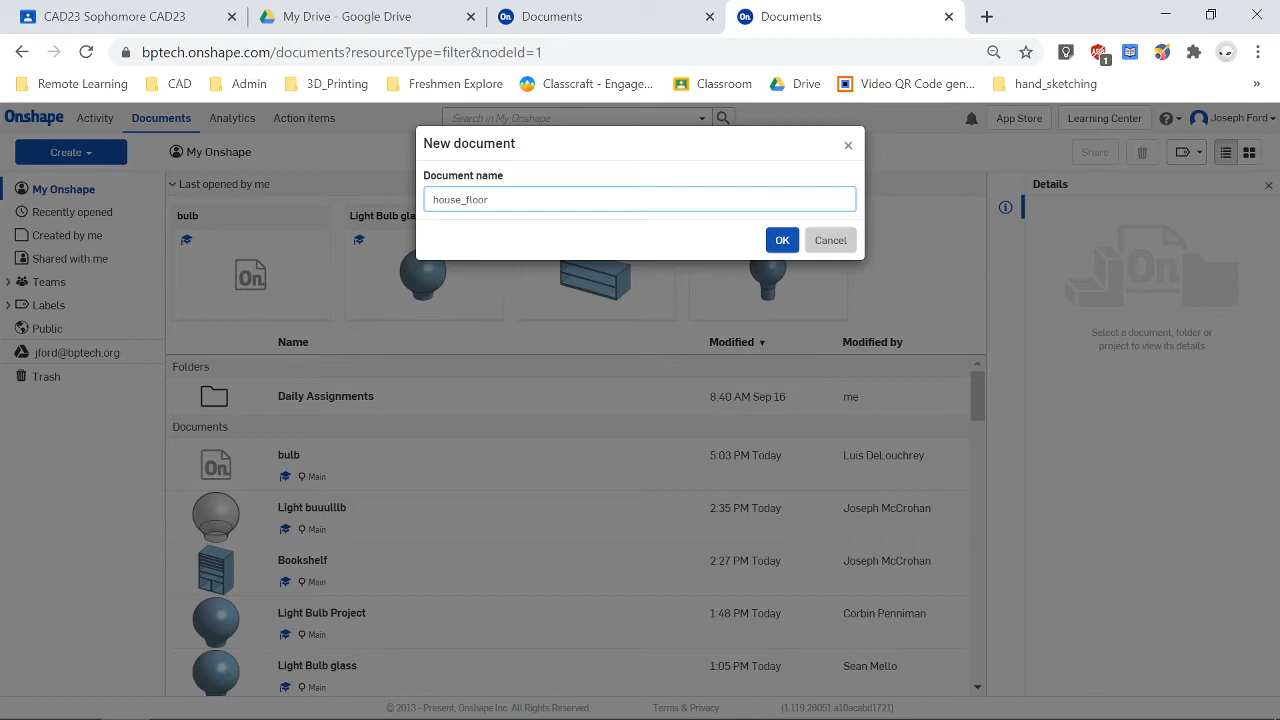 CAD23 Sophomore CAD23
My Drive - Google Drive
Documents
Documents
bptech.onshape.com/documents?resourceType=filter&nodeId=1
1
Remote Learning
CAD
Admin
3D_Printing
Freshmen Explore
Classcraft - Engage...
Classroom
Drive
Video QR Code gen...
hand_sketching
Onshape
Activity
Documents
Analytics
Action items
Search in My Onshape
App Store
Learning Center
Joseph Ford
Create
My Onshape
Share
New document
Document name
house_floor
OK
Cancel
My Onshape
Recently opened
Created by me
Shared with me
Teams
Labels
Public
jford@bptech.org
Trash
Last opened by me
bulb
Light Bulb gla
Details
Select a document, folder or
project to view its details
Name
Modified
Modified by
Folders
Daily Assignments
8:40 AM Sep 16
me
Documents
bulb
5:03 PM Today
Luis DeLouchrey
Main
Light buuulllb
2:35 PM Today
Joseph McCrohan
Main
Bookshelf
2:27 PM Today
Joseph McCrohan
Main
Light Bulb Project
1:48 PM Today
Corbin Penniman
Main
Light Bulb glass
1:05 PM Today
Sean Mello
Main
© 2013 - Present, Onshape Inc. All Rights Reserved.
Terms & Privacy
(1.119.26051.a10acabd1721)